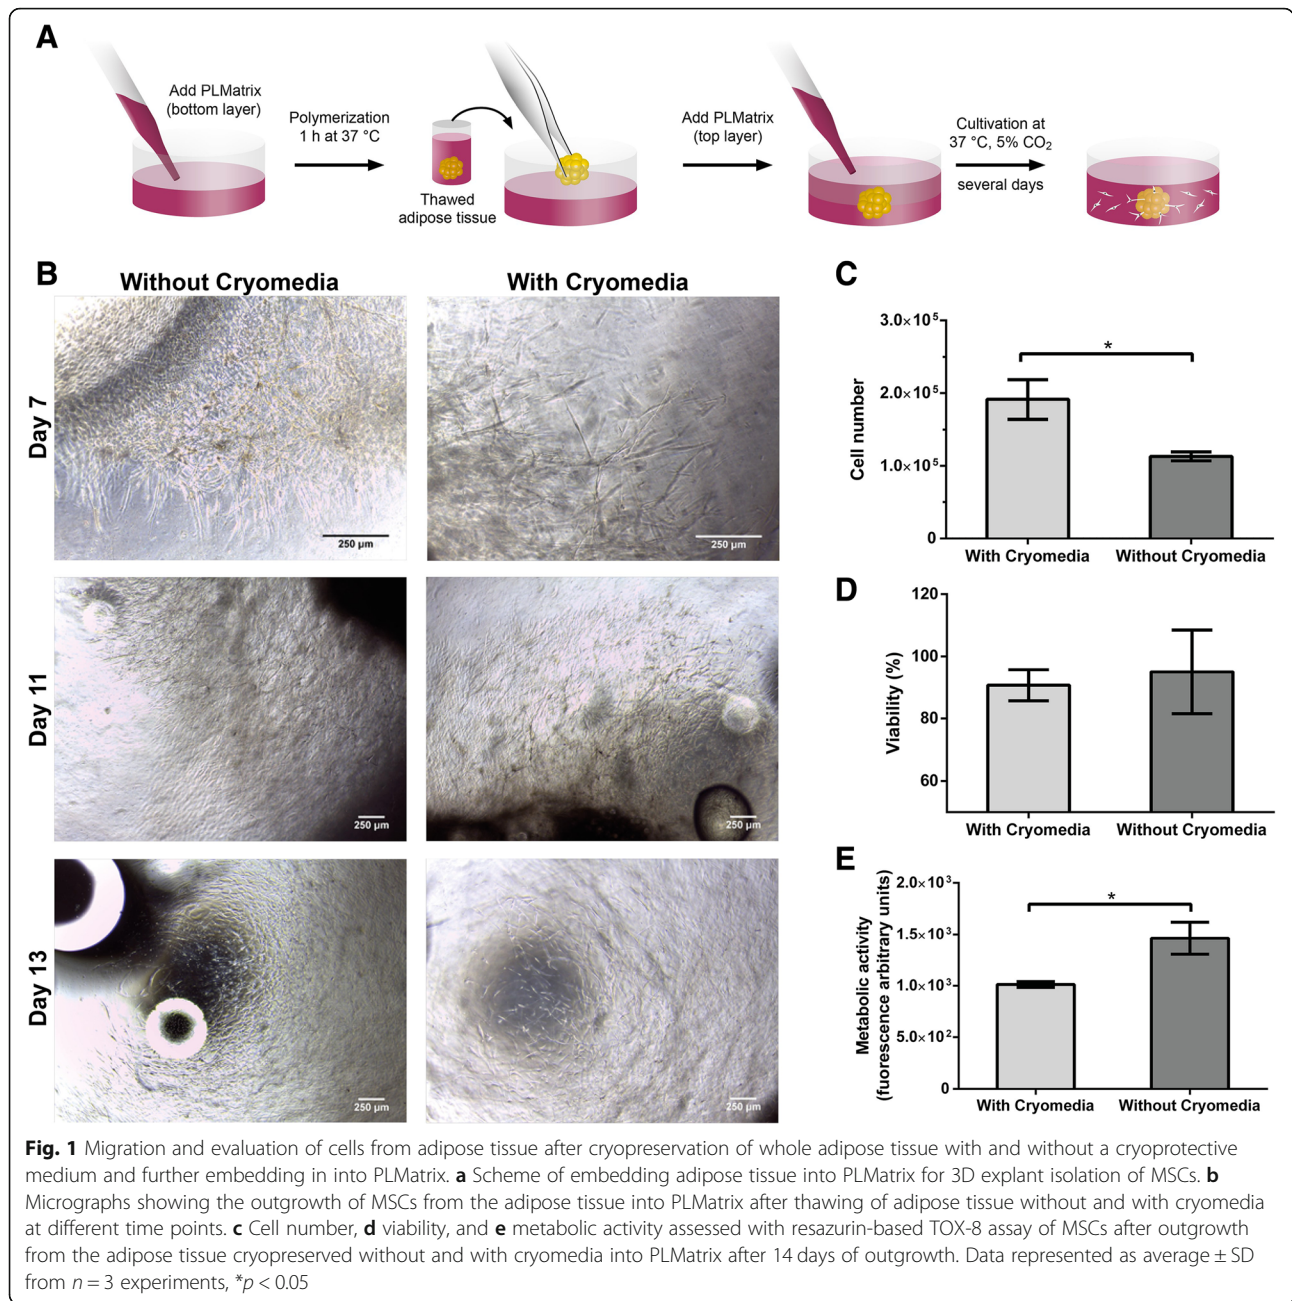 A
Add PLMatrix
(bottom layer)
Polymerization
1 h at 37 °C
Thawed
adipose tissue
Add PLMatrix
(top layer)
Cultivation at
37 °C, 5% CO₂
several days
B
Without Cryomedia
With Cryomedia
Day 7
250 µm
250 µm
Day 11
250 µm
250 µm
Day 13
250 µm
250 µm
C
Cell number
3.0×10⁵
2.0×10⁵
1.0×10⁵
0
*
With Cryomedia
Without Cryomedia
D
Viability (%)
120
100
80
60
With Cryomedia
Without Cryomedia
E
Metabolic activity
(fuorescence arbitrary units)
2.0×10³
1.5×10³
1.0×10³
5.0×10²
0
*
With Cryomedia
Without Cryomedia
Fig. 1 Migration and evaluation of cells from adipose tissue after cryopreservation of whole adipose tissue with and without a cryoprotective
medium and further embedding in into PLMatrix. a Scheme of embedding adipose tissue into PLMatrix for 3D explant isolation of MSCs. b
Micrographs showing the outgrowth of MSCs from the adipose tissue into PLMatrix after thawing of adipose tissue without and with cryomedia
at different time points. c Cell number, d viability, and e metabolic activity assessed with resazurin-based TOX-8 assay of MSCs after outgrowth
from the adipose tissue cryopreserved without and with cryomedia into PLMatrix after 14 days of outgrowth. Data represented as average ± SD
from n = 3 experiments, *p < 0.05